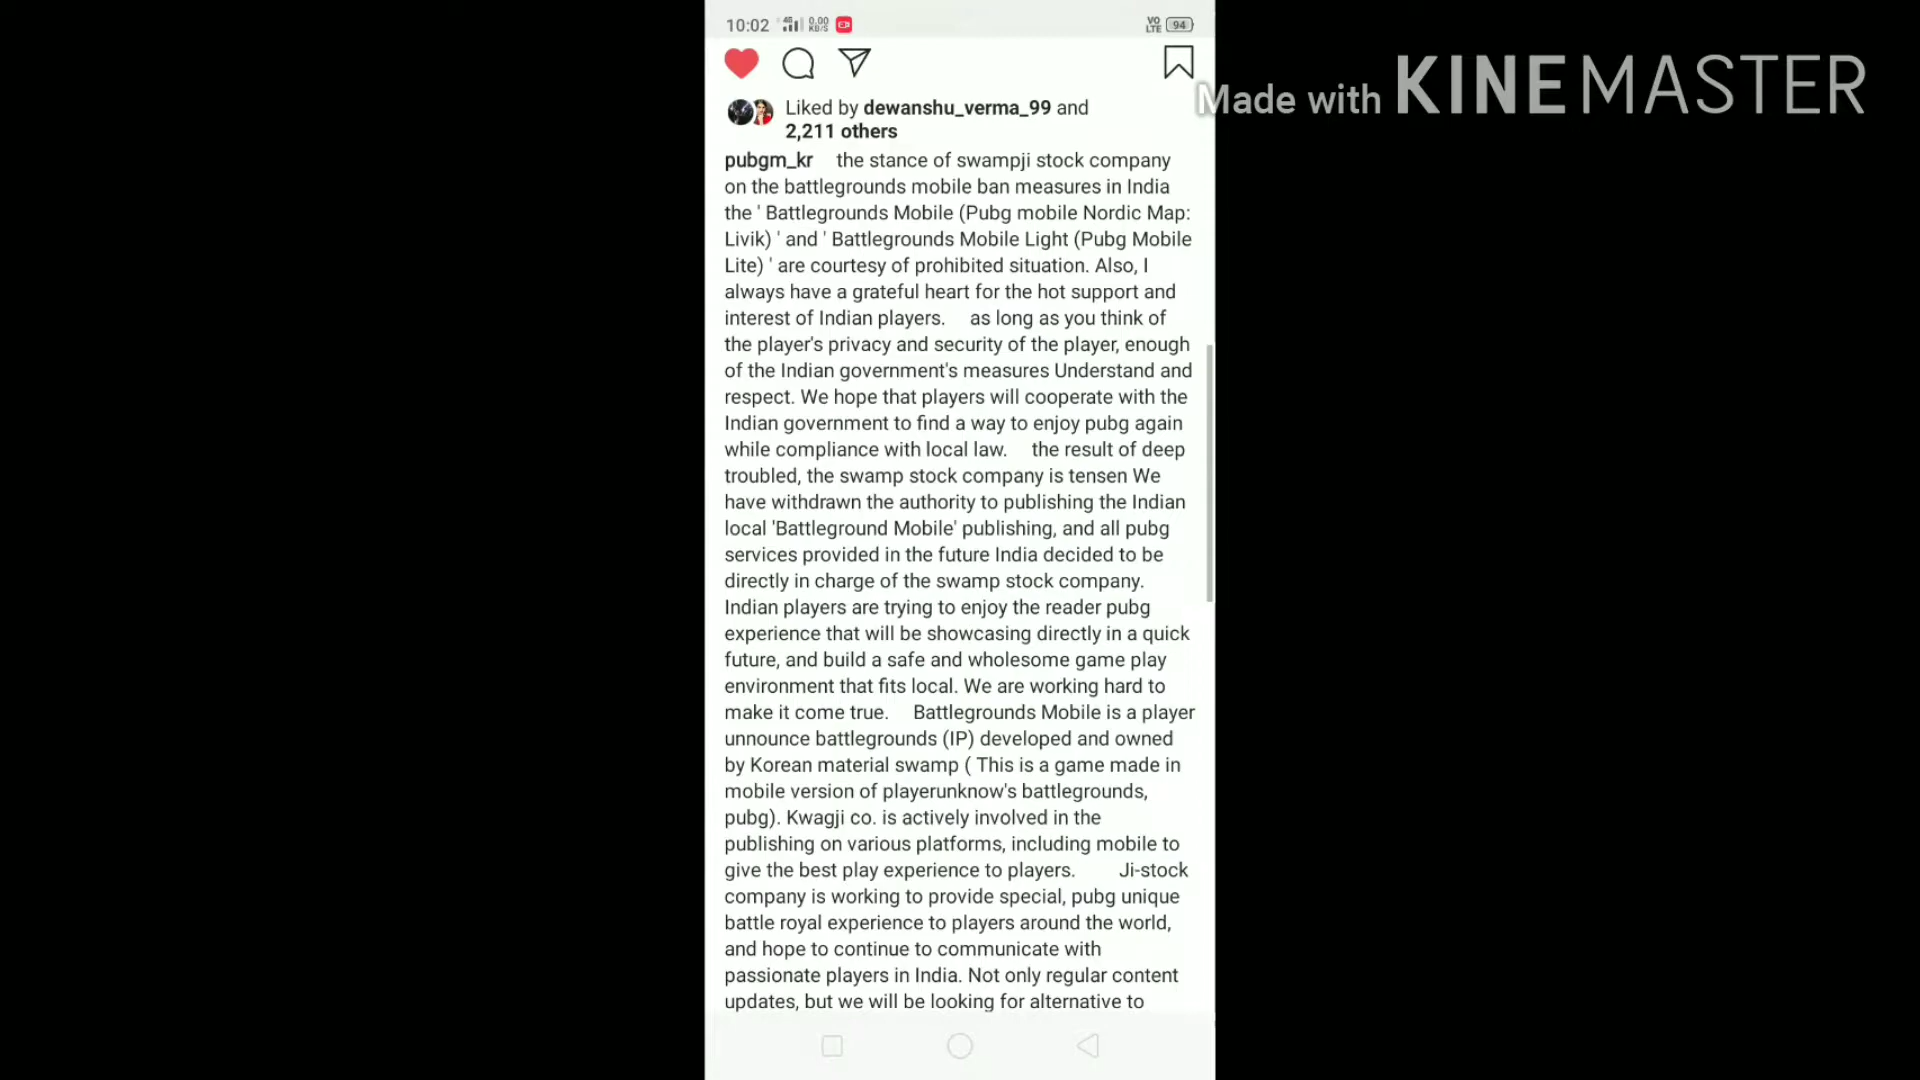 10:02 4G 0.00 KB/S VO LTE 94
Made with KINEMASTER
Liked by dewanshu_verma_99 and
2,211 others
pubgm_kr the stance of swampji stock company
on the battlegrounds mobile ban measures in India
the ' Battlegrounds Mobile (Pubg mobile Nordic Map:
Livik) ' and ' Battlegrounds Mobile Light (Pubg Mobile
Lite) ' are courtesy of prohibited situation. Also, I
always have a grateful heart for the hot support and
interest of Indian players. as long as you think of
the player's privacy and security of the player, enough
of the Indian government's measures Understand and
respect. We hope that players will cooperate with the
Indian government to find a way to enjoy pubg again
while compliance with local law. the result of deep
troubled, the swamp stock company is tensen We
have withdrawn the authority to publishing the Indian
local 'Battleground Mobile' publishing, and all pubg
services provided in the future India decided to be
directly in charge of the swamp stock company.
Indian players are trying to enjoy the reader pubg
experience that will be showcasing directly in a quick
future, and build a safe and wholesome game play
environment that fits local. We are working hard to
make it come true. Battlegrounds Mobile is a player
unnounce battlegrounds (IP) developed and owned
by Korean material swamp ( This is a game made in
mobile version of playerunknow's battlegrounds,
pubg). Kwagji co. is actively involved in the
publishing on various platforms, including mobile to
give the best play experience to players. Ji-stock
company is working to provide special, pubg unique
battle royal experience to players around the world,
and hope to continue to communicate with
passionate players in India. Not only regular content
updates, but we will be looking for alternative to